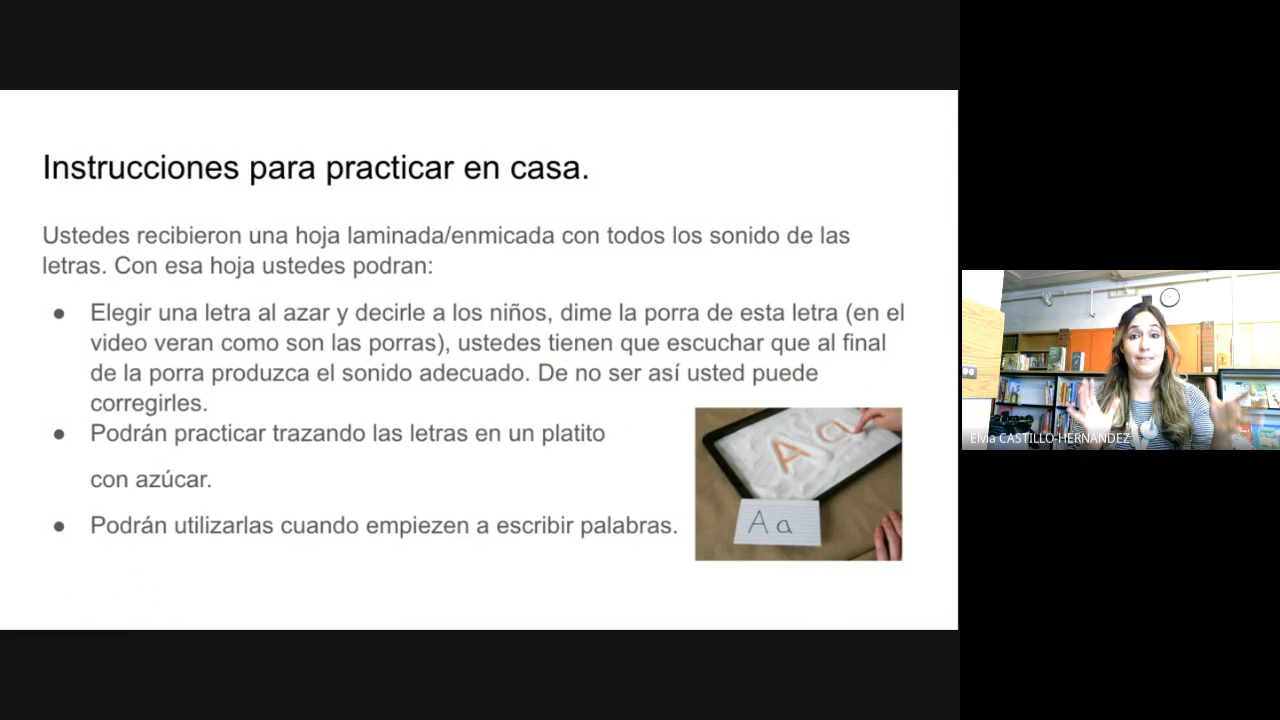 Instrucciones para practicar en casa.
Ustedes recibieron una hoja laminada/enmicada con todos los sonido de las
letras. Con esa hoja ustedes podran:
● Elegir una letra al azar y decirle a los niños, dime la porra de esta letra (en el
video veran como son las porras), ustedes tienen que escuchar que al final
de la porra produzca el sonido adecuado. De no ser así usted puede
corregirles.
● Podrán practicar trazando las letras en un platito
con azúcar.
● Podrán utilizarlas cuando empiezen a escribir palabras.
A a
A a
Elvia CASTILLO-HERNANDEZ